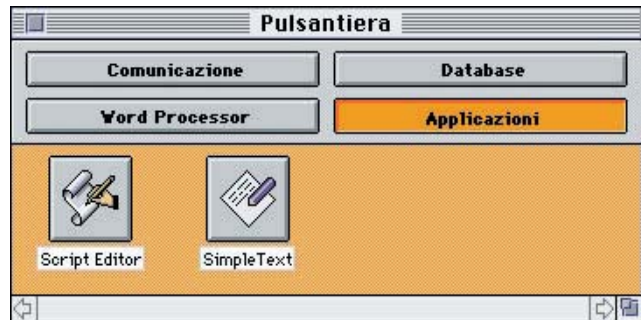 Pulsantiera
Comunicazione
Database
Word Processor
Applicazioni
Script Editor
SimpleText